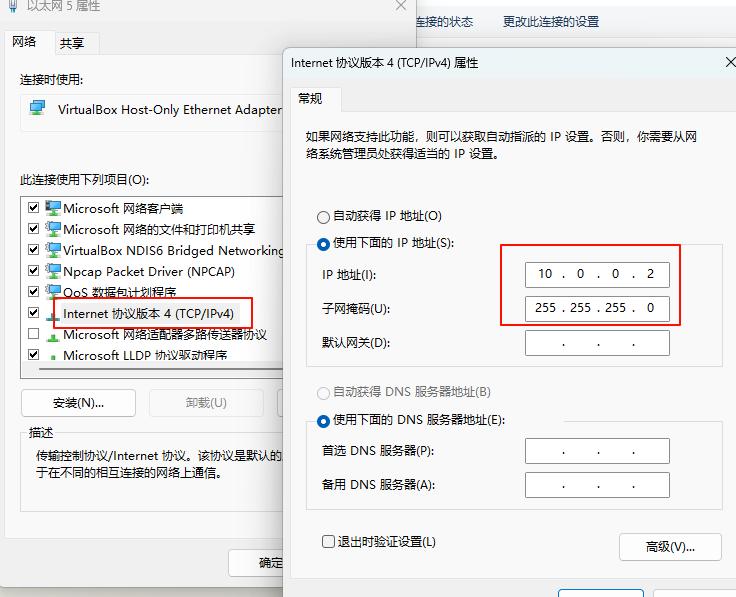 以太网 5 属性
网络
共享
连接时使用:
VirtualBox Host-Only Ethernet Adapter
此连接使用下列项目(O):
Microsoft 网络客户端
Microsoft 网络的文件和打印机共享
VirtualBox NDIS6 Bridged Networking
Npcap Packet Driver (NPCAP)
QoS 数据包计划程序
Internet 协议版本 4 (TCP/IPv4)
Microsoft 网络适配器多路传送器协议
Microsoft LLDP 协议驱动程序
安装(N)...
卸载(U)
描述
传输控制协议/Internet 协议。该协议是默认的
于在不同的相互连接的网络上通信。
确定
连接的状态
更改此连接的设置
Internet 协议版本 4 (TCP/IPv4) 属性
常规
如果网络支持此功能，则可以获取自动指派的 IP 设置。否则，你需要从网
络系统管理员处获得适当的 IP 设置。
自动获得 IP 地址(O)
使用下面的 IP 地址(S):
IP 地址(I):
10 . 0 . 0 . 2
子网掩码(U):
255 . 255 . 255 . 0
默认网关(D):
. . .
自动获得 DNS 服务器地址(B)
使用下面的 DNS 服务器地址(E):
首选 DNS 服务器(P):
. . .
备用 DNS 服务器(A):
. . .
退出时验证设置(L)
高级(V)...